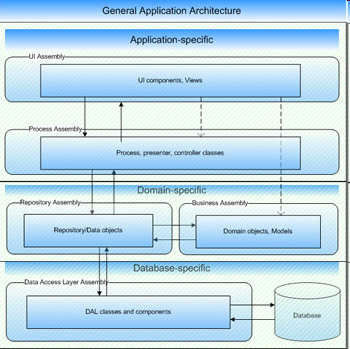 General Application Architecture
Application-specific
UI Assembly
UI components, Views
Process Assembly
Process, presenter, controller classes
Domain-specific
Repository Assembly
Business Assembly
Repository/Data objects
Domain objects, Models
Database-specific
Data Access Layer Assembly
DAL classes and components
Database